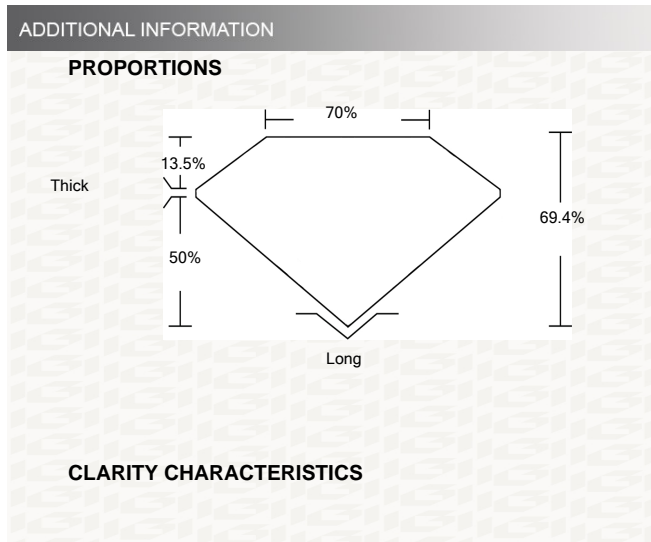 ADDITIONAL INFORMATION
PROPORTIONS
70%
13.5%
Thick
69.4%
50%
Long
CLARITY CHARACTERISTICS